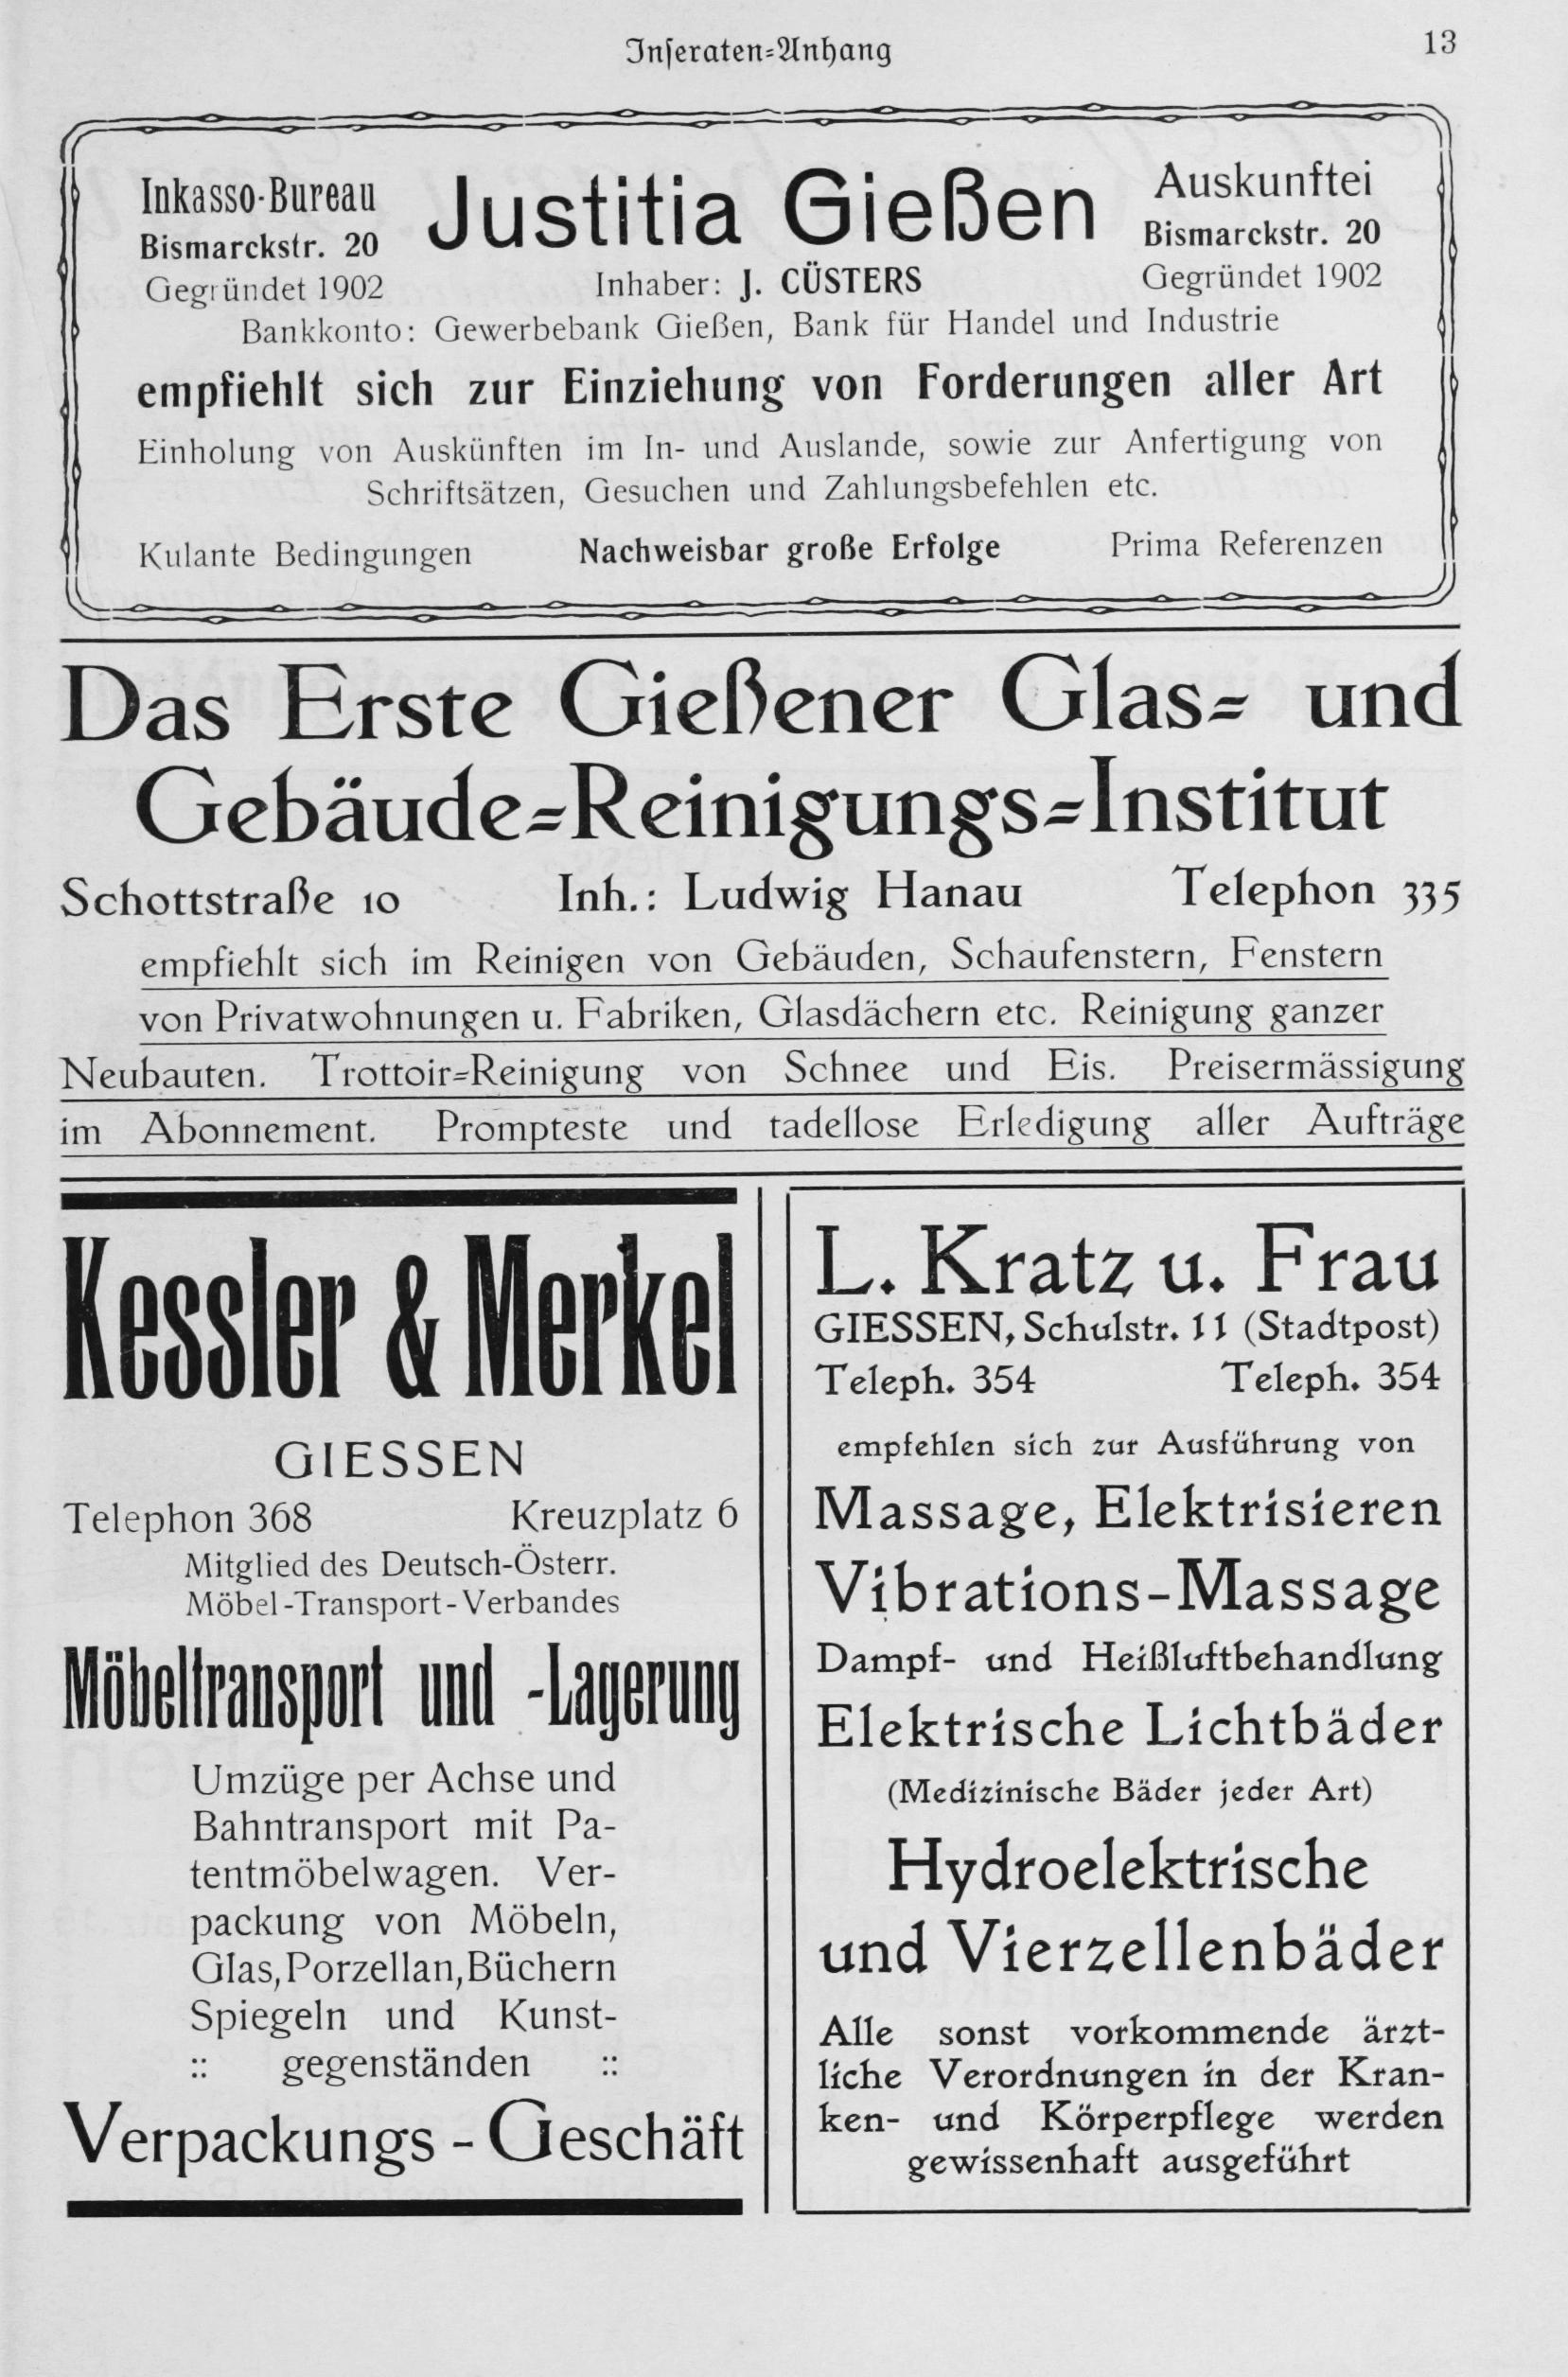 Inseraten=Anhang
13
Inkasso-Bureau
Bismarckstr. 20
Gegründet 1902
Justitia Gießen
Inhaber: J. CÜSTERS
Auskunftei
Bismarckstr. 20
Gegründet 1902
Bankkonto: Gewerbebank Gießen, Bank für Handel und Industrie
empfiehlt sich zur Einziehung von Forderungen aller Art
Einholung von Auskünften im In- und Auslande, sowie zur Anfertigung von
Schriftsätzen, Gesuchen und Zahlungsbefehlen etc.
Kulante Bedingungen Nachweisbar große Erfolge Prima Referenzen
Das Erste Gießener Glas= und
Gebäude=Reinigungs=Institut
Schottstraße 10 Inh.: Ludwig Hanau Telephon 335
empfiehlt sich im Reinigen von Gebäuden, Schaufenstern, Fenstern
von Privatwohnungen u. Fabriken, Glasdächern etc. Reinigung ganzer
Neubauten. Trottoir=Reinigung von Schnee und Eis. Preisermässigung
im Abonnement. Prompteste und tadellose Erledigung aller Aufträge
Kessler & Merkel
GIESSEN
Telephon 368 Kreuzplatz 6
Mitglied des Deutsch-Österr.
Möbel-Transport-Verbandes
Möbeltransport und -Lagerung
Umzüge per Achse und
Bahntransport mit Pa-
tentmöbelwagen. Ver-
packung von Möbeln,
Glas, Porzellan, Büchern
Spiegeln und Kunst-
:: gegenständen ::
Verpackungs-Geschäft
L. Kratz u. Frau
GIESSEN, Schulstr. 11 (Stadtpost)
Teleph. 354 Teleph. 354
empfehlen sich zur Ausführung von
Massage, Elektrisieren
Vibrations-Massage
Dampf- und Heißluftbehandlung
Elektrische Lichtbäder
(Medizinische Bäder jeder Art)
Hydroelektrische
und Vierzellenbäder
Alle sonst vorkommende ärzt-
liche Verordnungen in der Kran-
ken- und Körperpflege werden
gewissenhaft ausgeführt